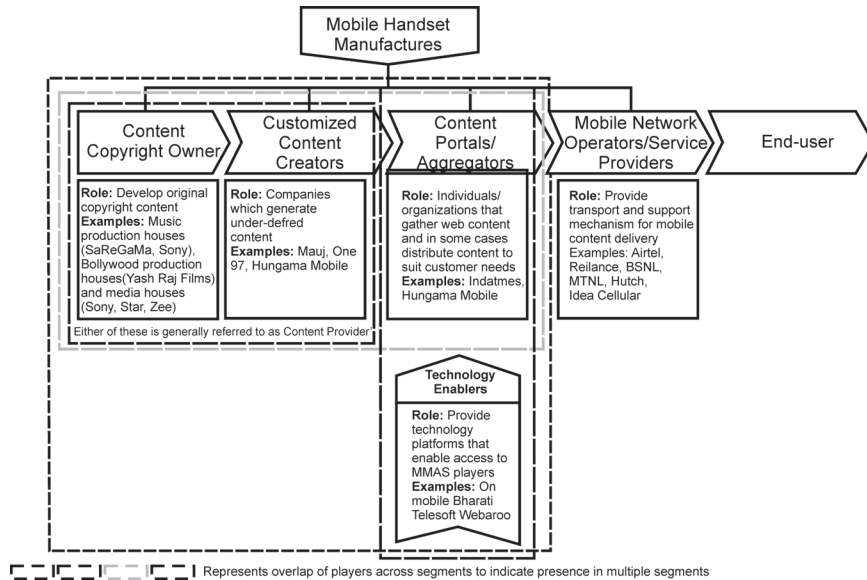 Mobile Handset
Manufactures
Content
Copyright Owner
Customized
Content
Creators
Content
Portals/
Aggregators
Mobile Network
Operators/Service
Providers
End-user
Role: Develop original
copyright content
Examples: Music
production houses
(SaReGaMa, Sony),
Bollywood production
houses(Yash Raj Films)
and media houses
(Sony, Star, Zee)
Role: Companies
which generate
under-defred
content
Examples: Mauj, One
97, Hungama Mobile
Role: Individuals/
organizations that
gather web content
and in some cases
distribute content to
suit customer needs
Examples: Indatmes,
Hungama Mobile
Role: Provide
transport and support
mechanism for mobile
content delivery
Examples: Airtel,
Reilance, BSNL,
MTNL, Hutch,
Idea Cellular
Either of these is generally referred to as Content Provider'
Technology
Enablers
Role: Provide
technology
platforms that
enable access to
MMAS players
Examples: On
mobile Bharati
Telesoft Webaroo
Represents overlap of players across segments to indicate presence in multiple segments